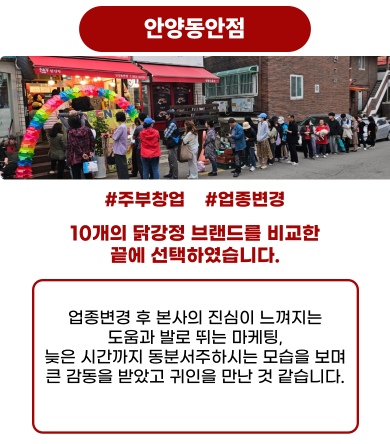 안양동안점
#주부창업 #업종변경
10개의 닭강정 브랜드를 비교한
끝에 선택하였습니다.
업종변경 후 본사의 진심이 느껴지는
도움과 발로 뛰는 마케팅,
늦은 시간까지 동분서주하시는 모습을 보며
큰 감동을 받았고 귀인을 만난 것 같습니다.